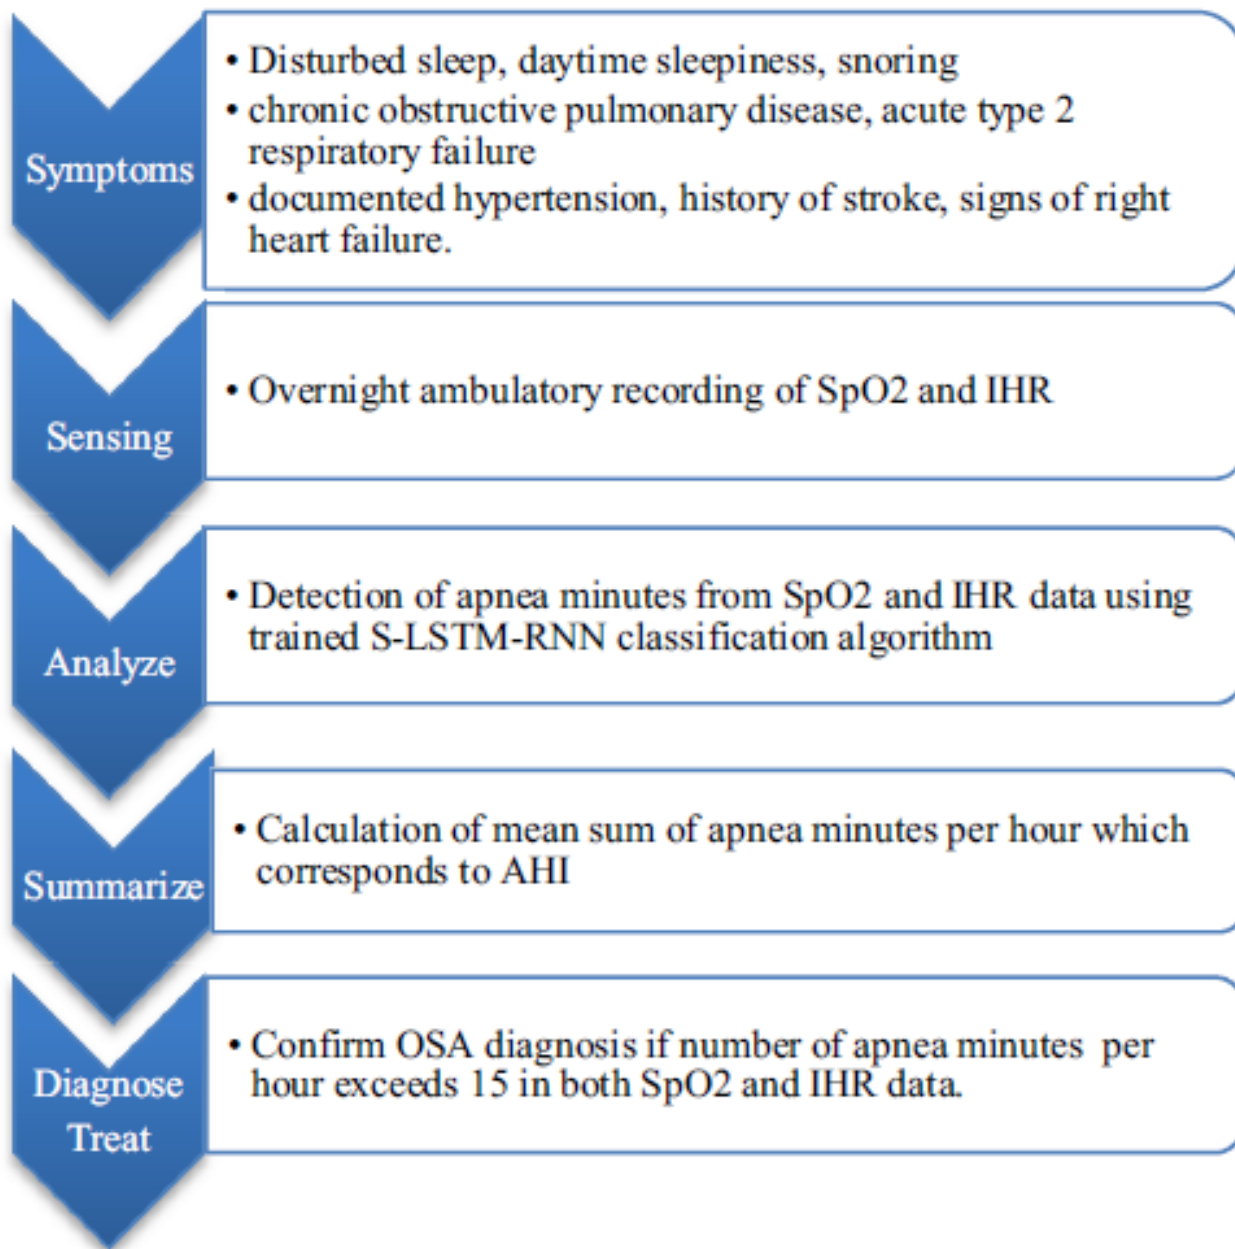 Symptoms
• Disturbed sleep, daytime sleepiness, snoring
• chronic obstructive pulmonary disease, acute type 2
respiratory failure
• documented hypertension, history of stroke, signs of right
heart failure.
Sensing
• Overnight ambulatory recording of SpO2 and IHR
Analyze
• Detection of apnea minutes from SpO2 and IHR data using
trained S-LSTM-RNN classification algorithm
Summarize
• Calculation of mean sum of apnea minutes per hour which
corresponds to AHI
Diagnose
Treat
• Confirm OSA diagnosis if number of apnea minutes per
hour exceeds 15 in both SpO2 and IHR data.